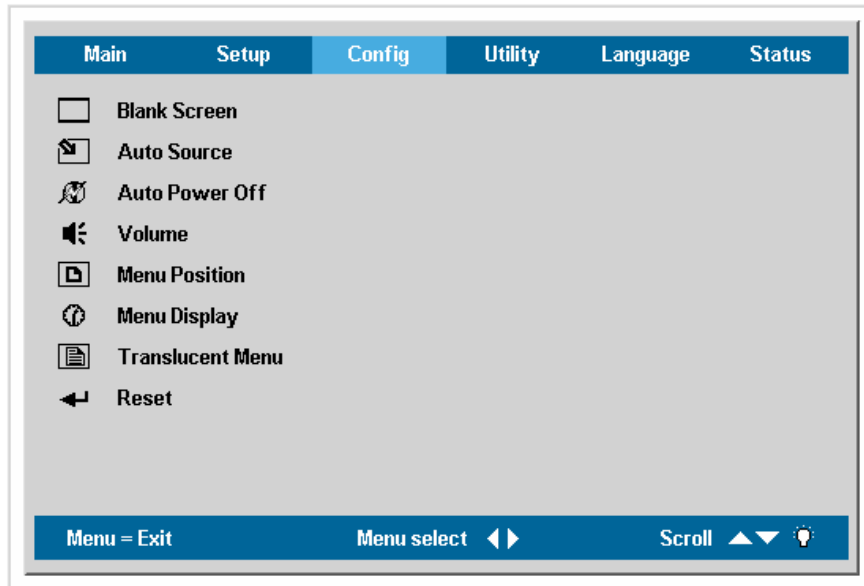 Main Setup Config Utility Language Status
Blank Screen
Auto Source
Auto Power Off
Volume
Menu Position
Menu Display
Translucent Menu
Reset
Menu = Exit Menu select Scroll